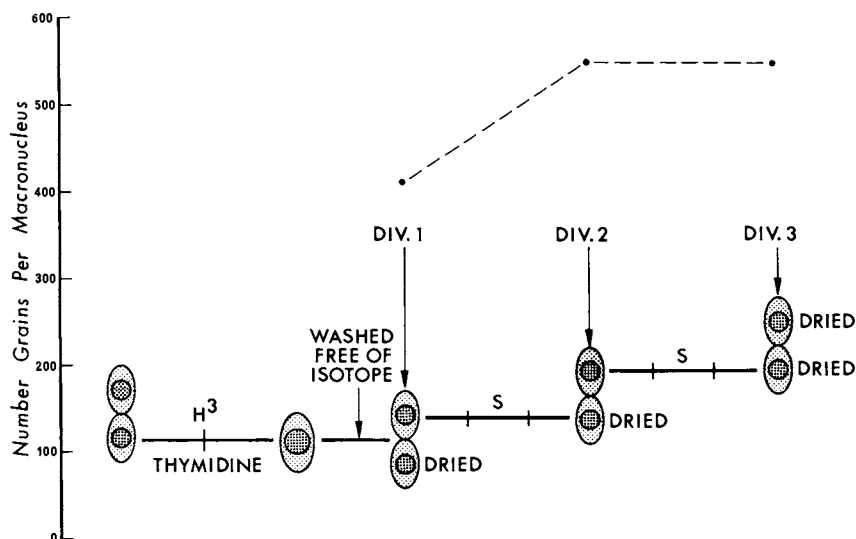 Number Grains Per Macronucleus
600
500
400
300
200
100
0
DIV. 1
DIV. 2
DIV. 3
WASHED
FREE OF
ISOTOPE
H³
THYMIDINE
S
S
DRIED
DRIED
DRIED
DRIED